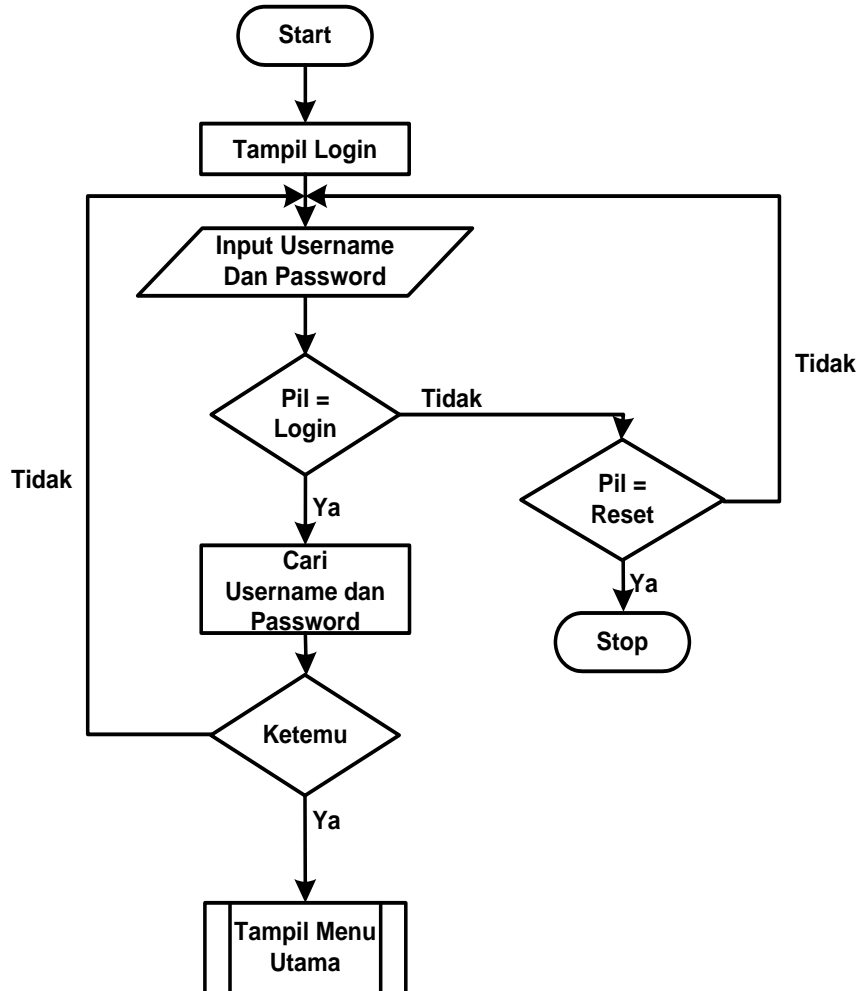 Start
Tampil Login
Input Username
Dan Password
Pil =
Login
Tidak
Tidak
Pil =
Reset
Tidak
Ya
Cari
Username dan
Password
Ya
Stop
Ketemu
Ya
Tampil Menu
Utama